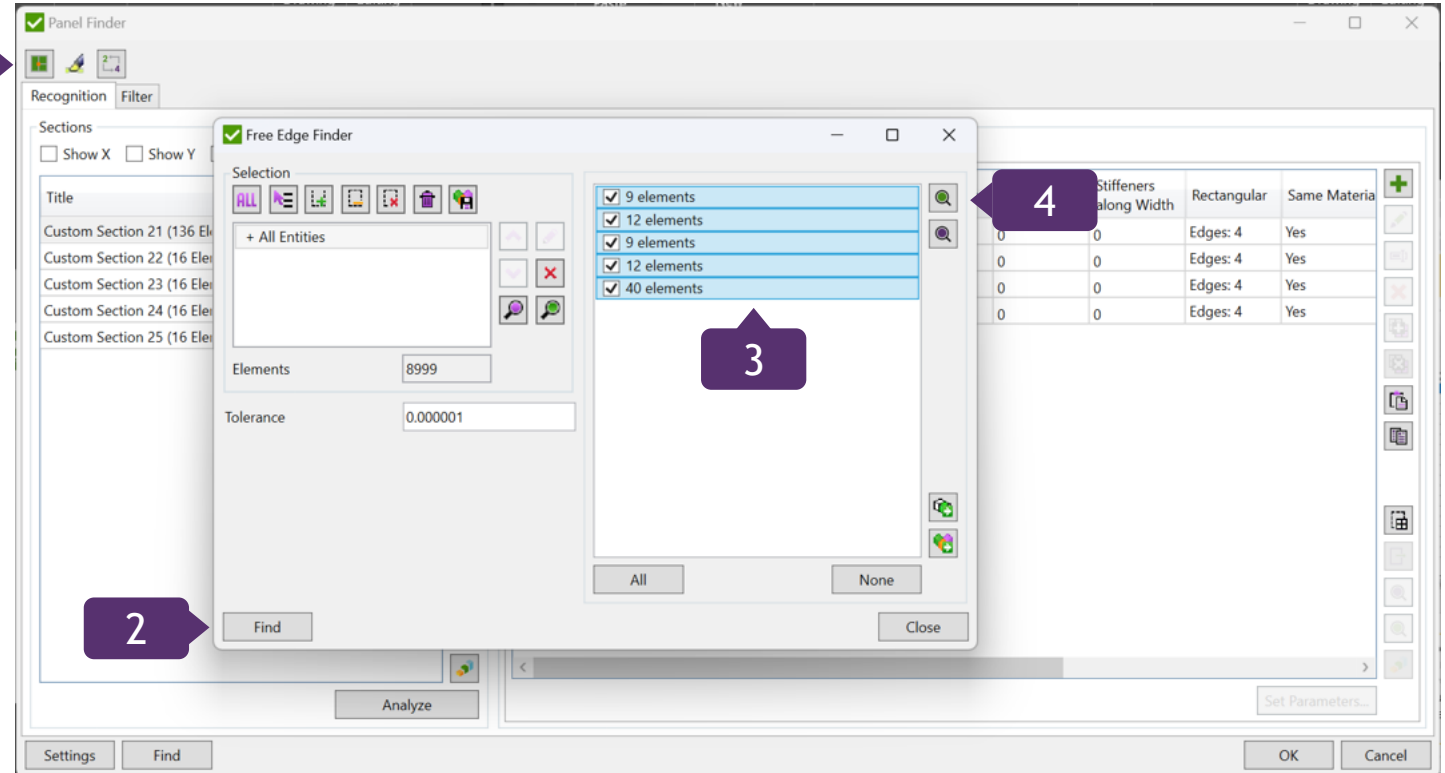 Panel Finder
Recognition Filter
Sections
Show X Show Y
Title
Custom Section 21 (136 El
Custom Section 22 (16 Ele
Custom Section 23 (16 Ele
Custom Section 24 (16 Ele
Custom Section 25 (16 Ele
Free Edge Finder
Selection
ALL
+ All Entities
Elements 8999
Tolerance 0.000001
9 elements
12 elements
9 elements
12 elements
40 elements
All None
Find Close
2
3
4
Stiffeners
along Width
Rectangular Same Materia
0 0 Edges: 4 Yes
0 0 Edges: 4 Yes
0 0 Edges: 4 Yes
0 0 Edges: 4 Yes
Analyze
Set Parameters...
Settings Find OK Cancel